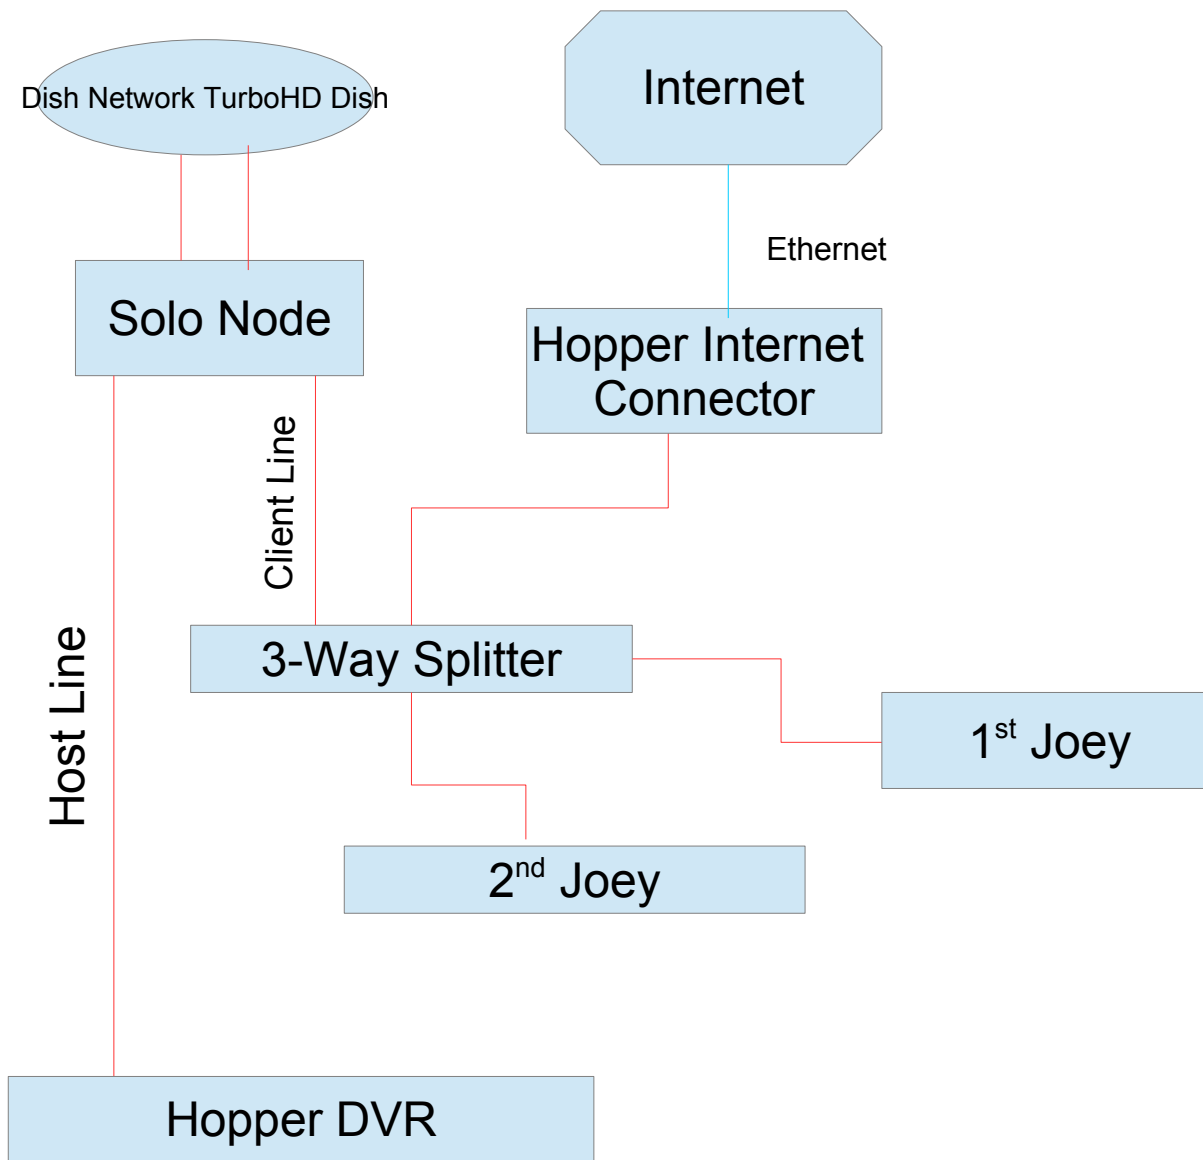 Dish Network TurboHD Dish
Internet
Ethernet
Solo Node
Hopper Internet
Connector
Client Line
Host Line
3-Way Splitter
1st Joey
2nd Joey
Hopper DVR